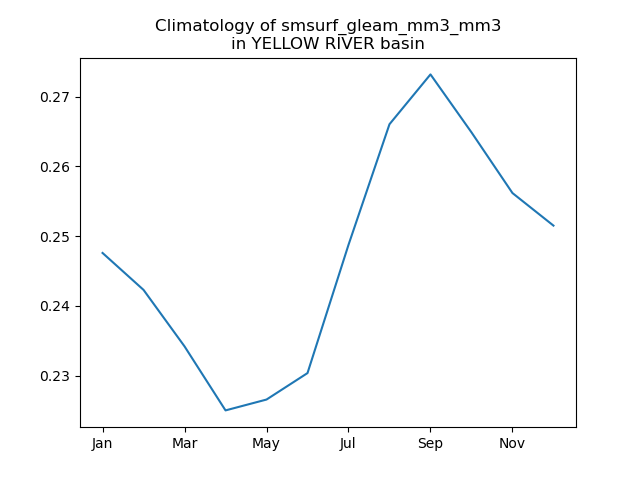 Climatology of smsurf_gleam_mm3_mm3
in YELLOW RIVER basin
0.27
0.26
0.25
0.24
0.23
Jan Mar May Jul Sep Nov